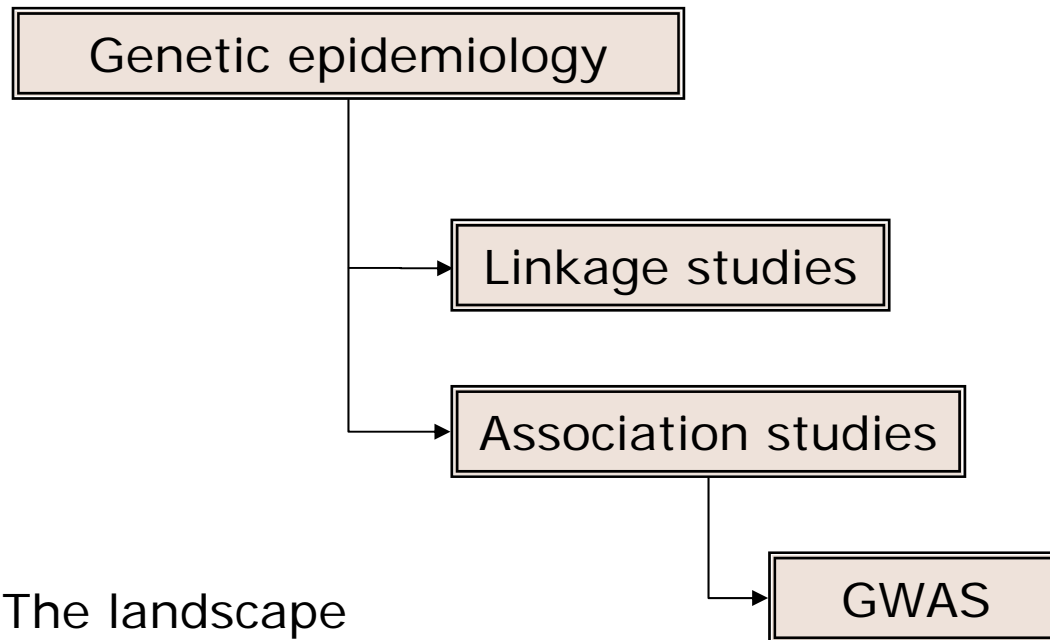 Genetic epidemiology
Linkage studies
Association studies
GWAS
The landscape